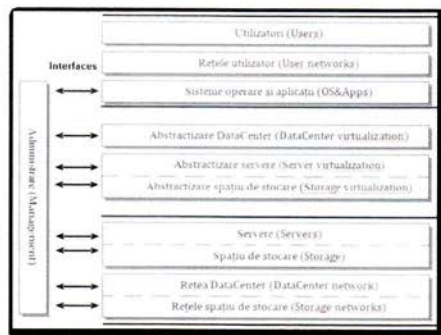 Utilizatori (Users)
Interfaces
Rețele utilizator (User networks)
Sisteme operare și aplicații (OS&Apps)
Administrare (Management)
Abstractizare DataCenter (DataCenter virtualization)
Abstractizare servere (Server virtualization)
Abstractizare spațiu de stocare (Storage virtualization)
Servere (Servers)
Spațiu de stocare (Storage)
Retea DataCenter (DataCenter network)
Rețele spațiu de stocare (Storage networks)